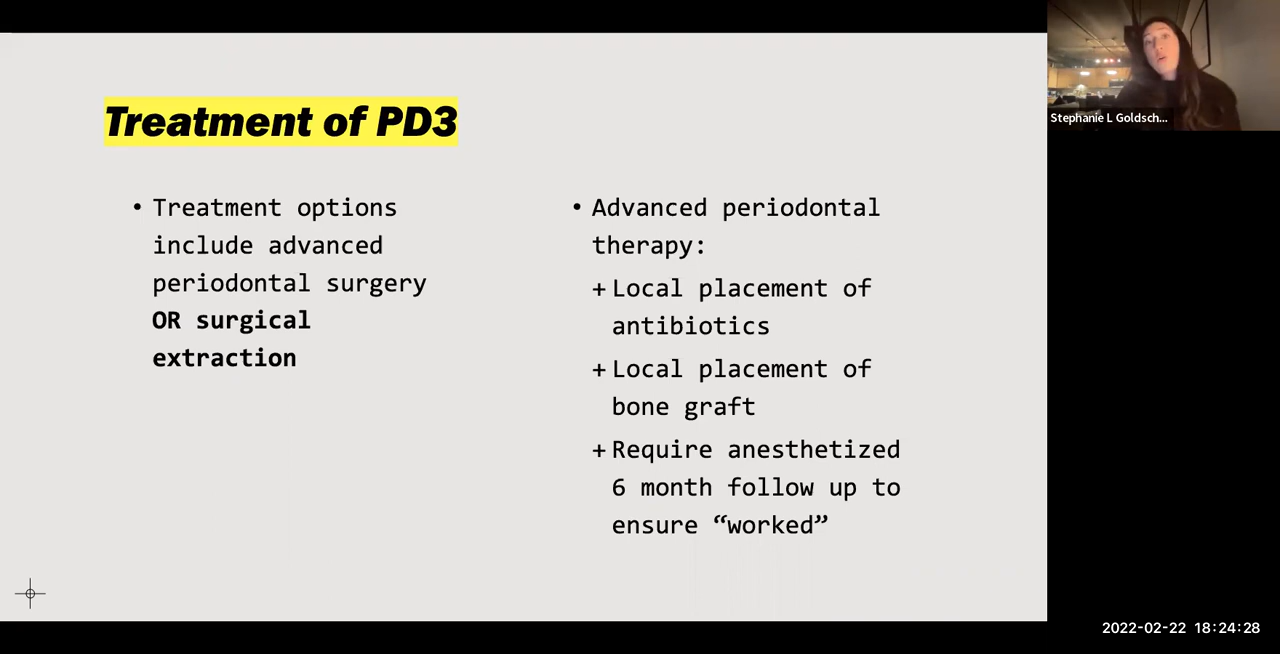 Treatment of PD3
• Treatment options
include advanced
periodontal surgery
OR surgical
extraction
• Advanced periodontal
therapy:
+ Local placement of
antibiotics
+ Local placement of
bone graft
+ Require anesthetized
6 month follow up to
ensure “worked”
Stephanie L Goldsch...
2022-02-22 18:24:28